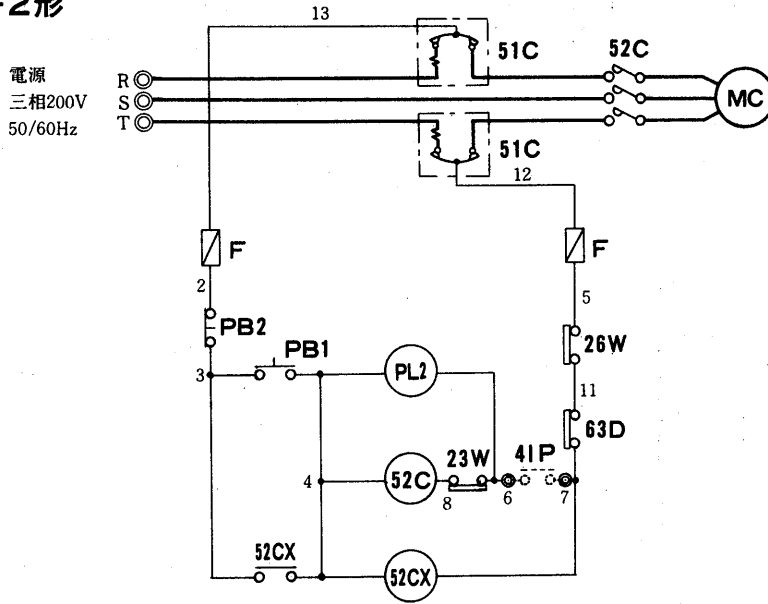 2形
13
51C
52C
電源
三相200V
50/60Hz
R
S
T
MC
51C
12
F
F
2
5
PB2
26W
PB1
3
PL2
11
63D
23W
41P
4
52C
8
6
7
52CX
52CX